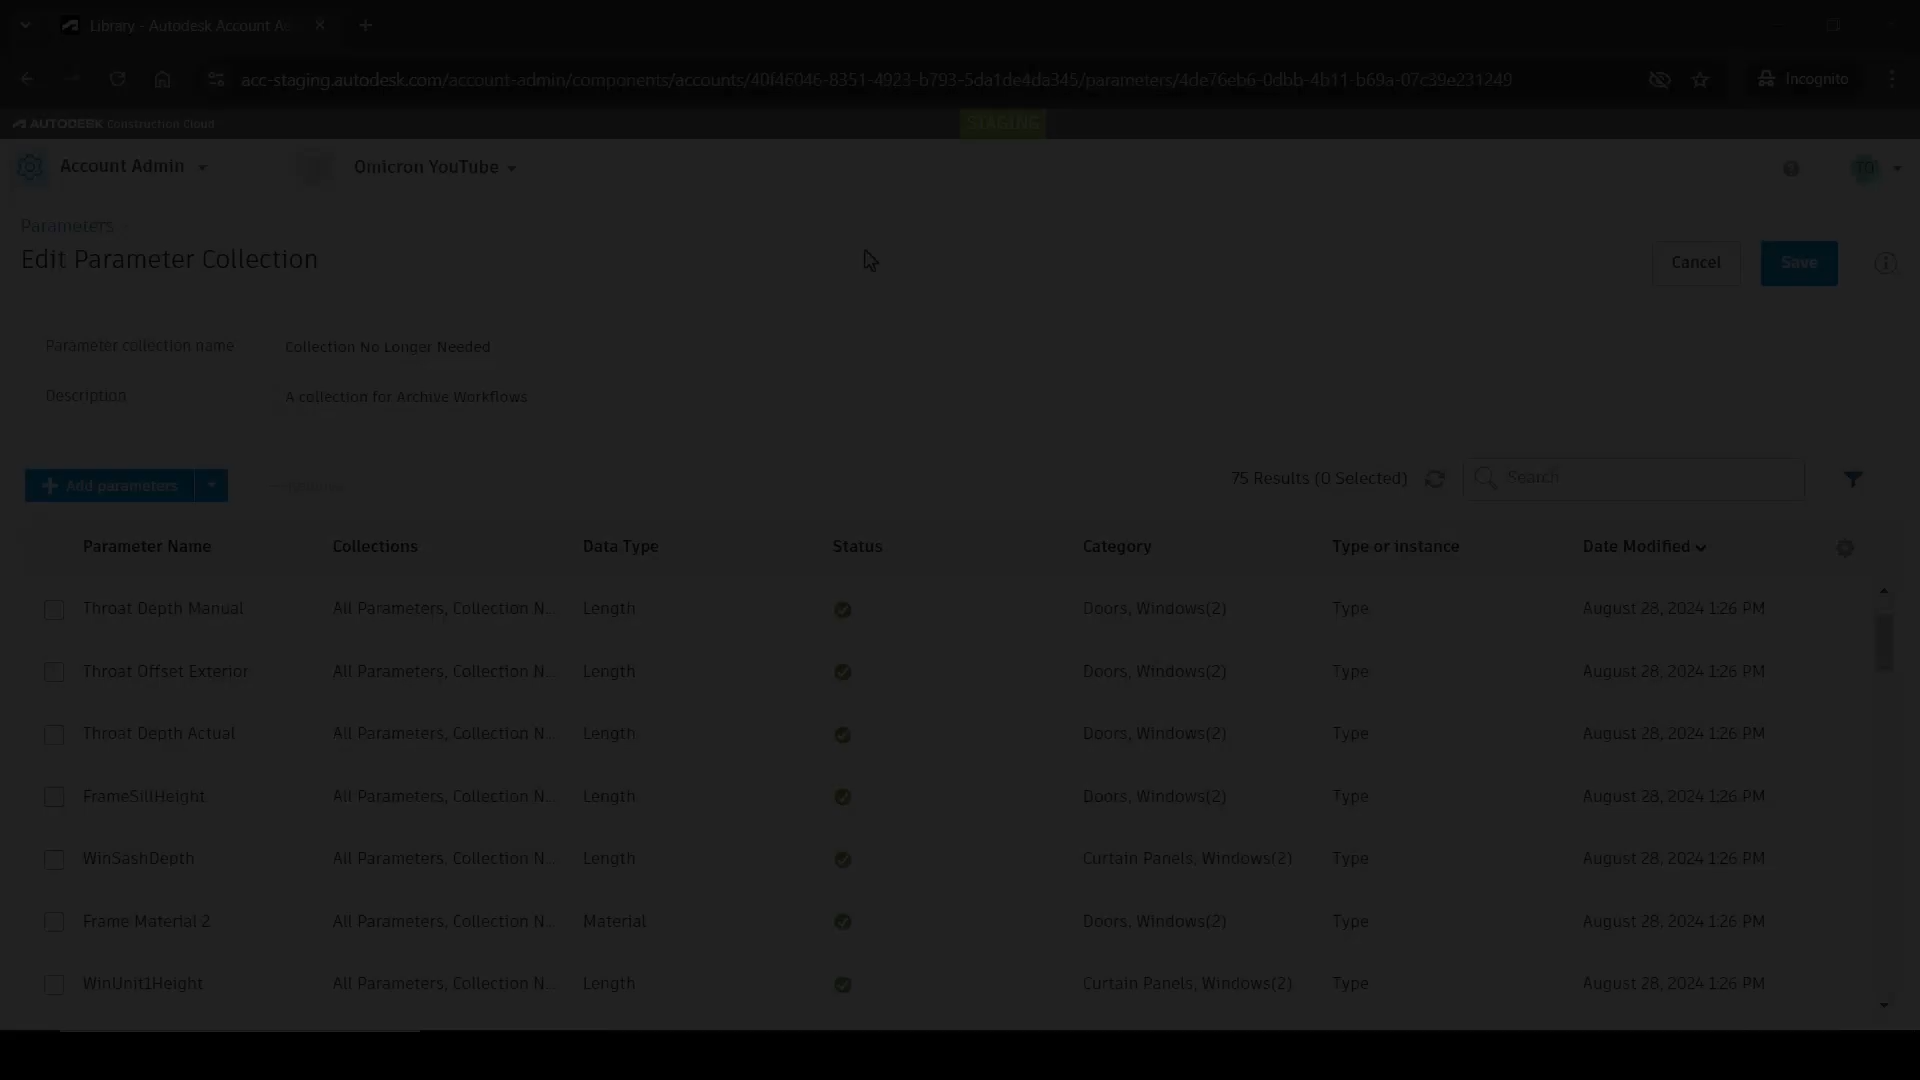 Library - Autodesk Account A
acc-staging.autodesk.com/account-admin/components/accounts/40f46046-8351-4923-b793-5da1de4da345/parameters/4de76eb6-0dbb-4b11-b69a-07c39e231249
Incognito
AUTODESK Construction Cloud
STAGING
Account Admin
Omicron YouTube
Parameters
Edit Parameter Collection
Cancel
Save
Parameter collection name
Collection No Longer Needed
Description
A collection for Archive Workflows
Add parameters
75 Results (0 Selected)
Search
Parameter Name Collections Data Type Status Category Type or instance Date Modified
Throat Depth Manual All Parameters, Collection N... Length Doors, Windows(2) Type August 28, 2024 1:26 PM
Throat Offset Exterior All Parameters, Collection N... Length Doors, Windows(2) Type August 28, 2024 1:26 PM
Throat Depth Actual All Parameters, Collection N... Length Doors, Windows(2) Type August 28, 2024 1:26 PM
FrameSillHeight All Parameters, Collection N... Length Doors, Windows(2) Type August 28, 2024 1:26 PM
WinSashDepth All Parameters, Collection N... Length Curtain Panels, Windows(2) Type August 28, 2024 1:26 PM
Frame Material 2 All Parameters, Collection N... Material Doors, Windows(2) Type August 28, 2024 1:26 PM
WinUnit1Height All Parameters, Collection N... Length Curtain Panels, Windows(2) Type August 28, 2024 1:26 PM